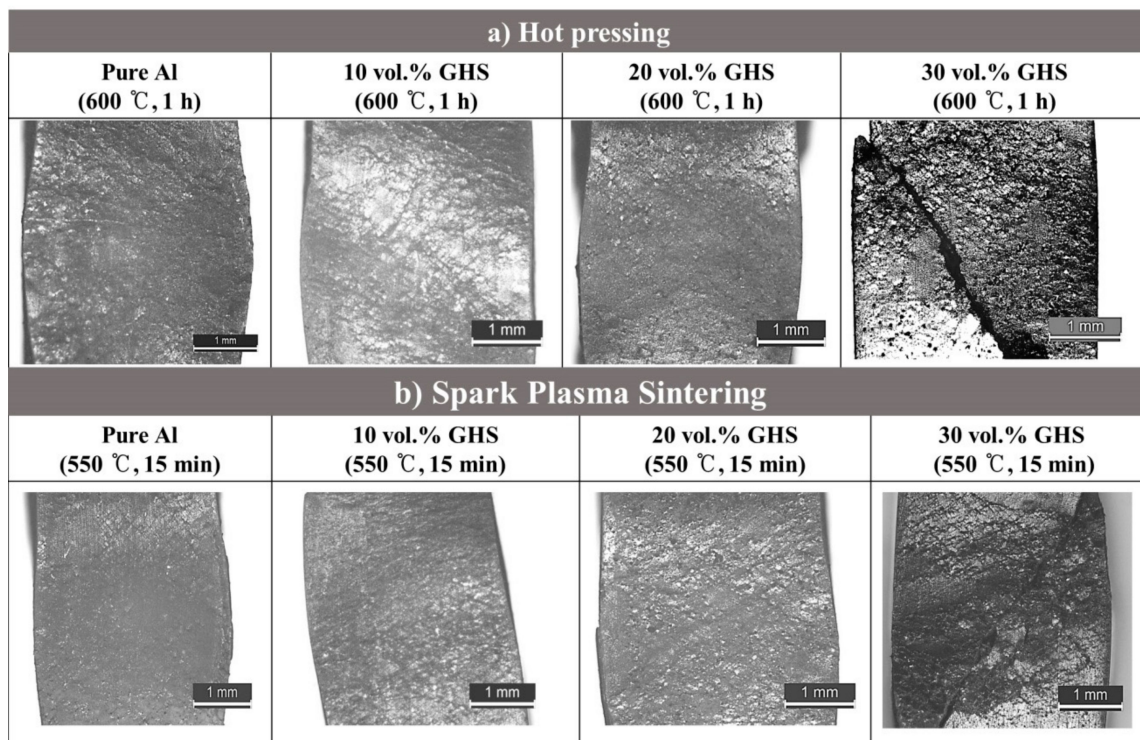 a) Hot pressing
Pure Al
(600 ℃, 1 h)
10 vol.% GHS
(600 ℃, 1 h)
20 vol.% GHS
(600 ℃, 1 h)
30 vol.% GHS
(600 ℃, 1 h)
1 mm
1 mm
1 mm
1 mm
b) Spark Plasma Sintering
Pure Al
(550 ℃, 15 min)
10 vol.% GHS
(550 ℃, 15 min)
20 vol.% GHS
(550 ℃, 15 min)
30 vol.% GHS
(550 ℃, 15 min)
1 mm
1 mm
1 mm
1 mm